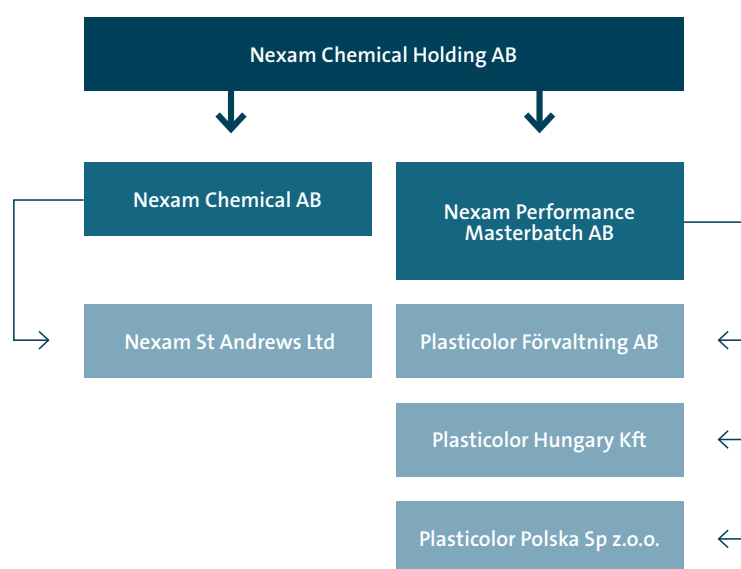 Nexam Chemical Holding AB
Nexam Chemical AB
Nexam Performance
Masterbatch AB
Nexam St Andrews Ltd
Plasticolor Förvaltning AB
Plasticolor Hungary Kft
Plasticolor Polska Sp z.o.o.